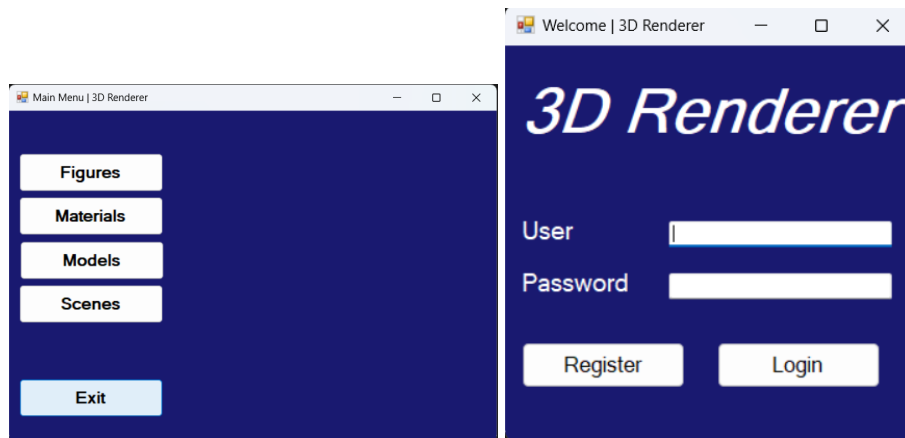 Main Menu | 3D Renderer
Figures
Materials
Models
Scenes
Exit
Welcome | 3D Renderer
3D Renderer
User
Password
Register
Login